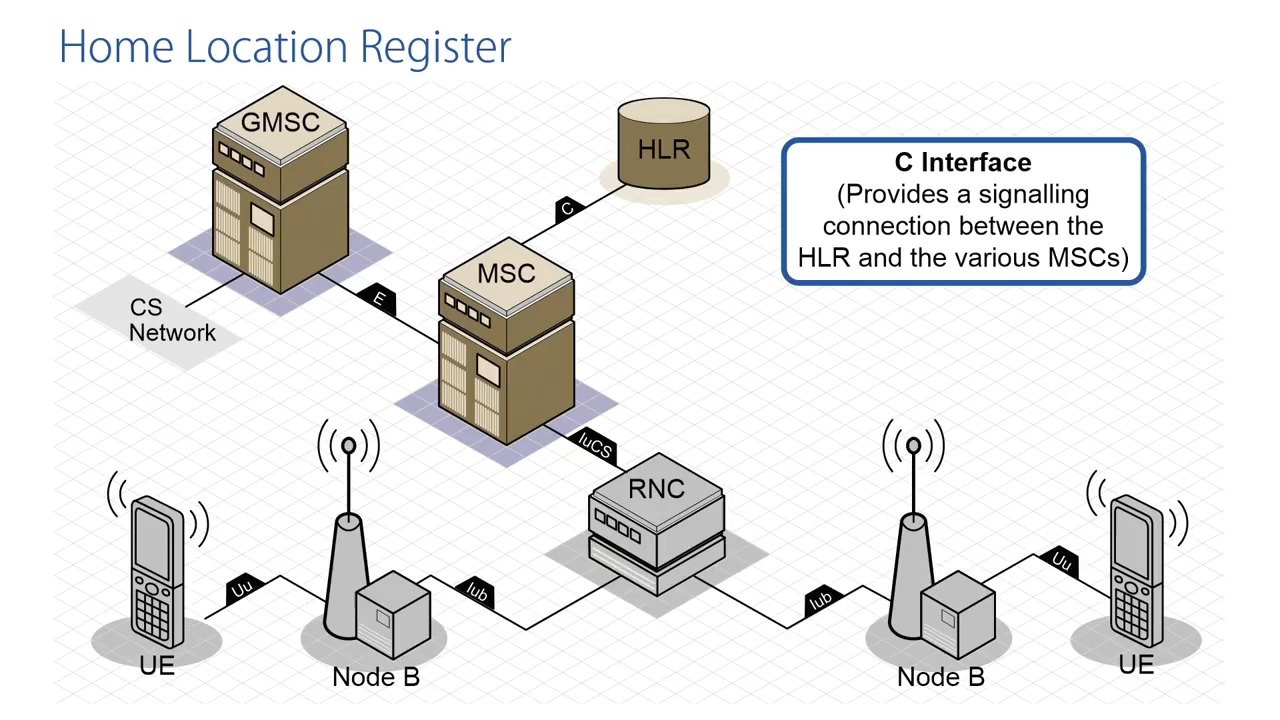 Home Location Register
GMSC
HLR
C Interface
(Provides a signalling
connection between the
HLR and the various MSCs)
C
MSC
E
CS
Network
IuCS
RNC
Uu
Iub
Iub
Uu
UE
Node B
Node B
UE